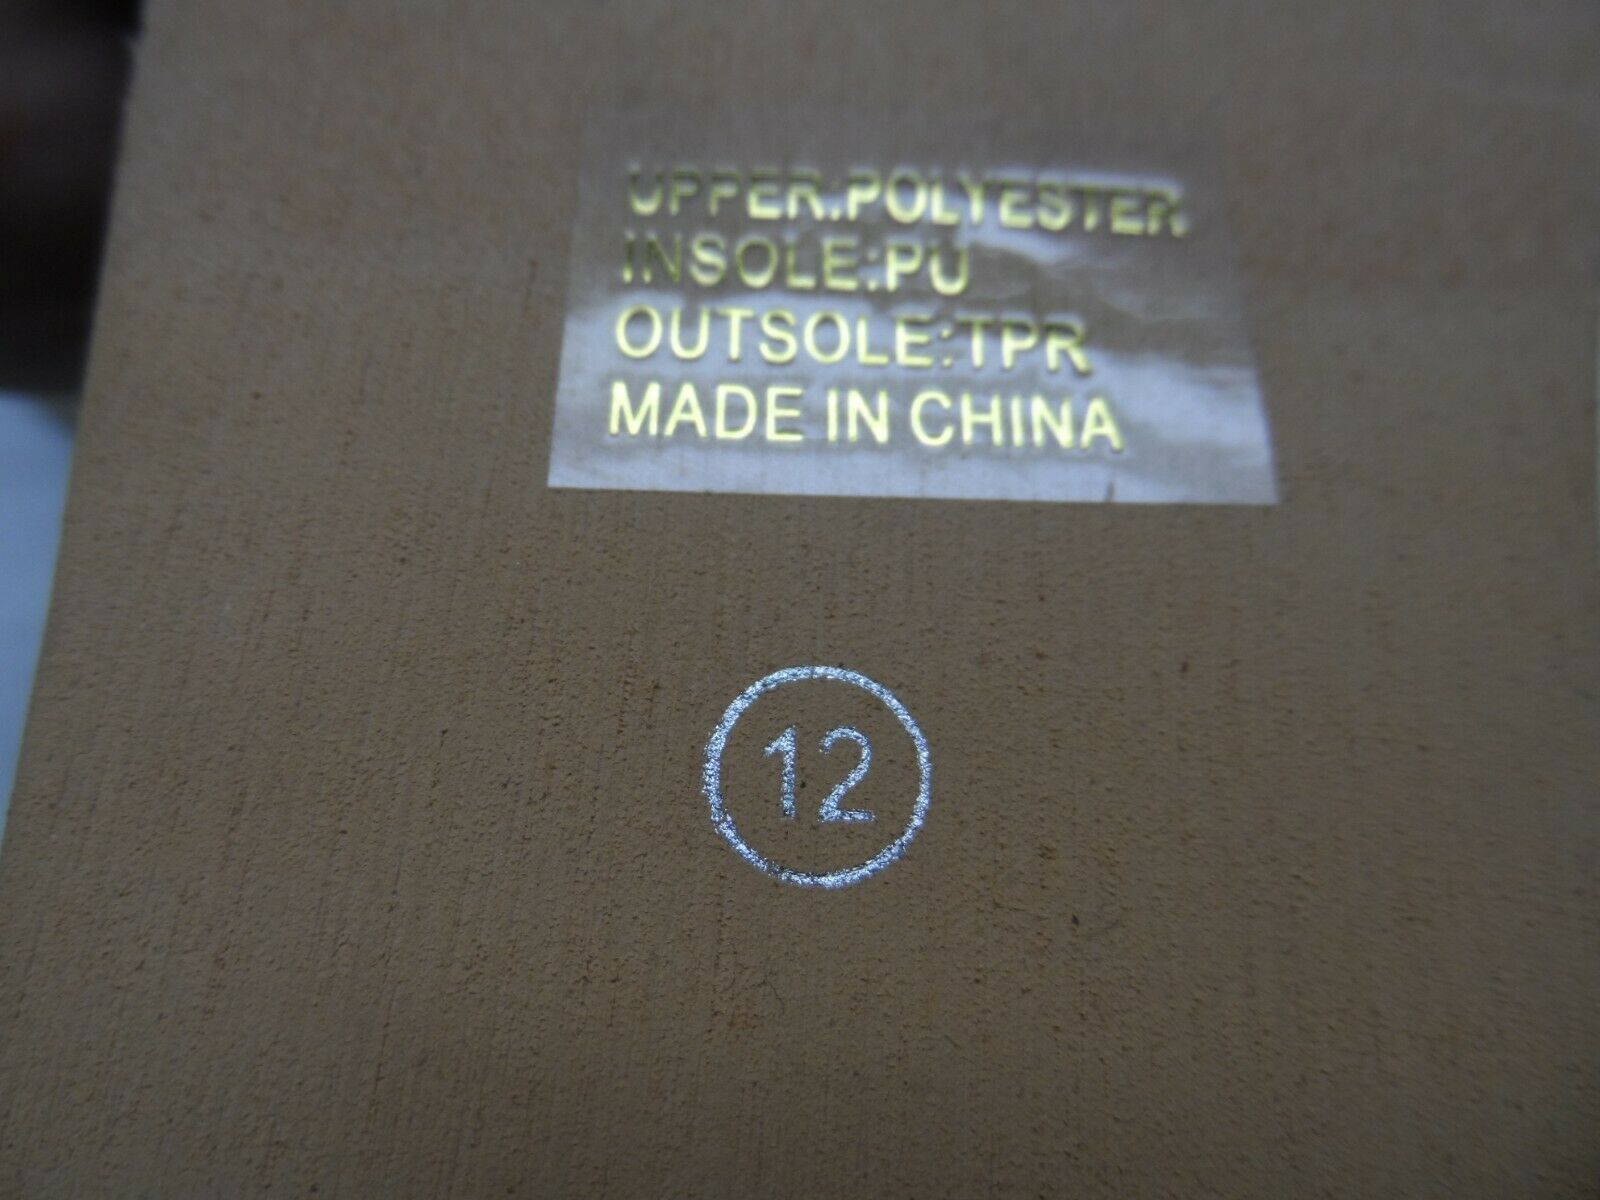 UPPER:POLYESTER
INSOLE:PU
OUTSOLE:TPR
MADE IN CHINA
12